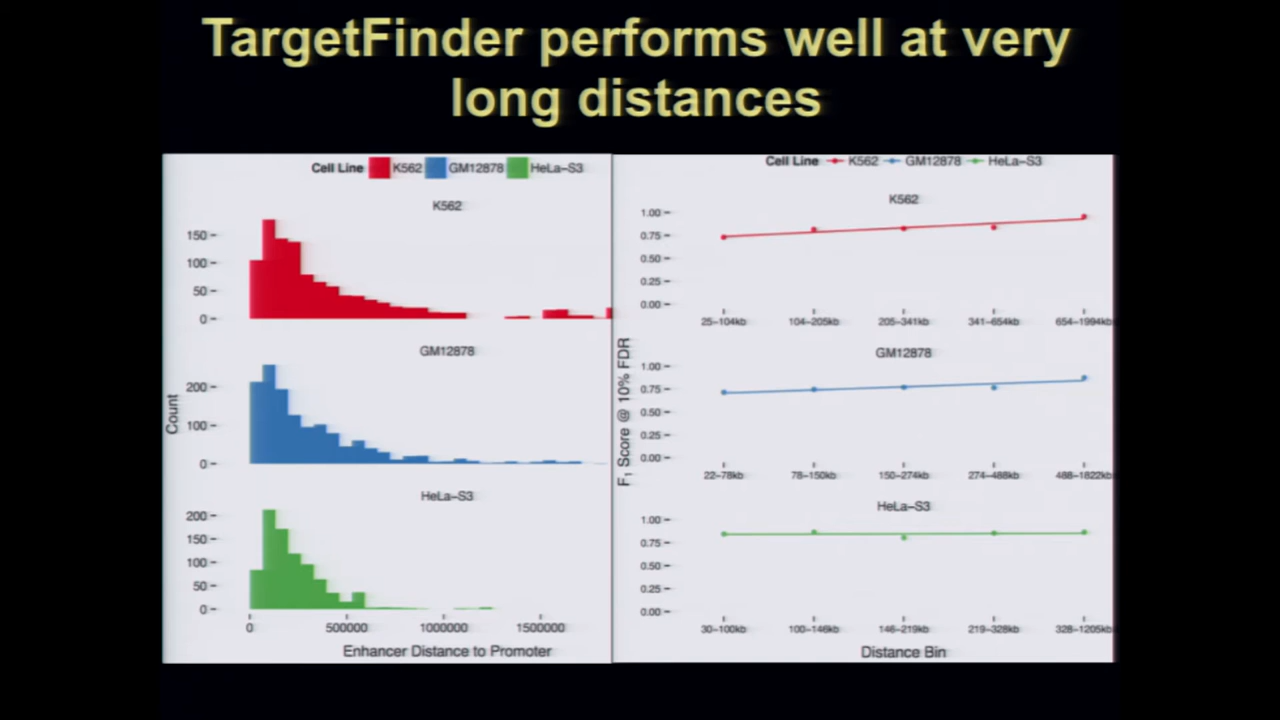 TargetFinder performs well at very
long distances
Cell Line K562 GM12878 HeLa-S3
K562
150
100
50
0
GM12878
200
100
0
HeLa-S3
200
150
100
50
0
0 500000 1000000 1500000
Count
Enhancer Distance to Promoter
Cell Line K562 GM12878 HeLa-S3
K562
1.00
0.75
0.50
0.25
0.00
25-104kb 104-205kb 205-341kb 341-654kb 654-1994kb
GM12878
1.00
0.75
0.50
0.25
0.00
22-78kb 78-150kb 150-274kb 274-488kb 488-1822kb
HeLa-S3
1.00
0.75
0.50
0.25
0.00
30-100kb 100-146kb 146-219kb 219-328kb 328-1205kb
F₁ Score @ 10% FDR
Distance Bin